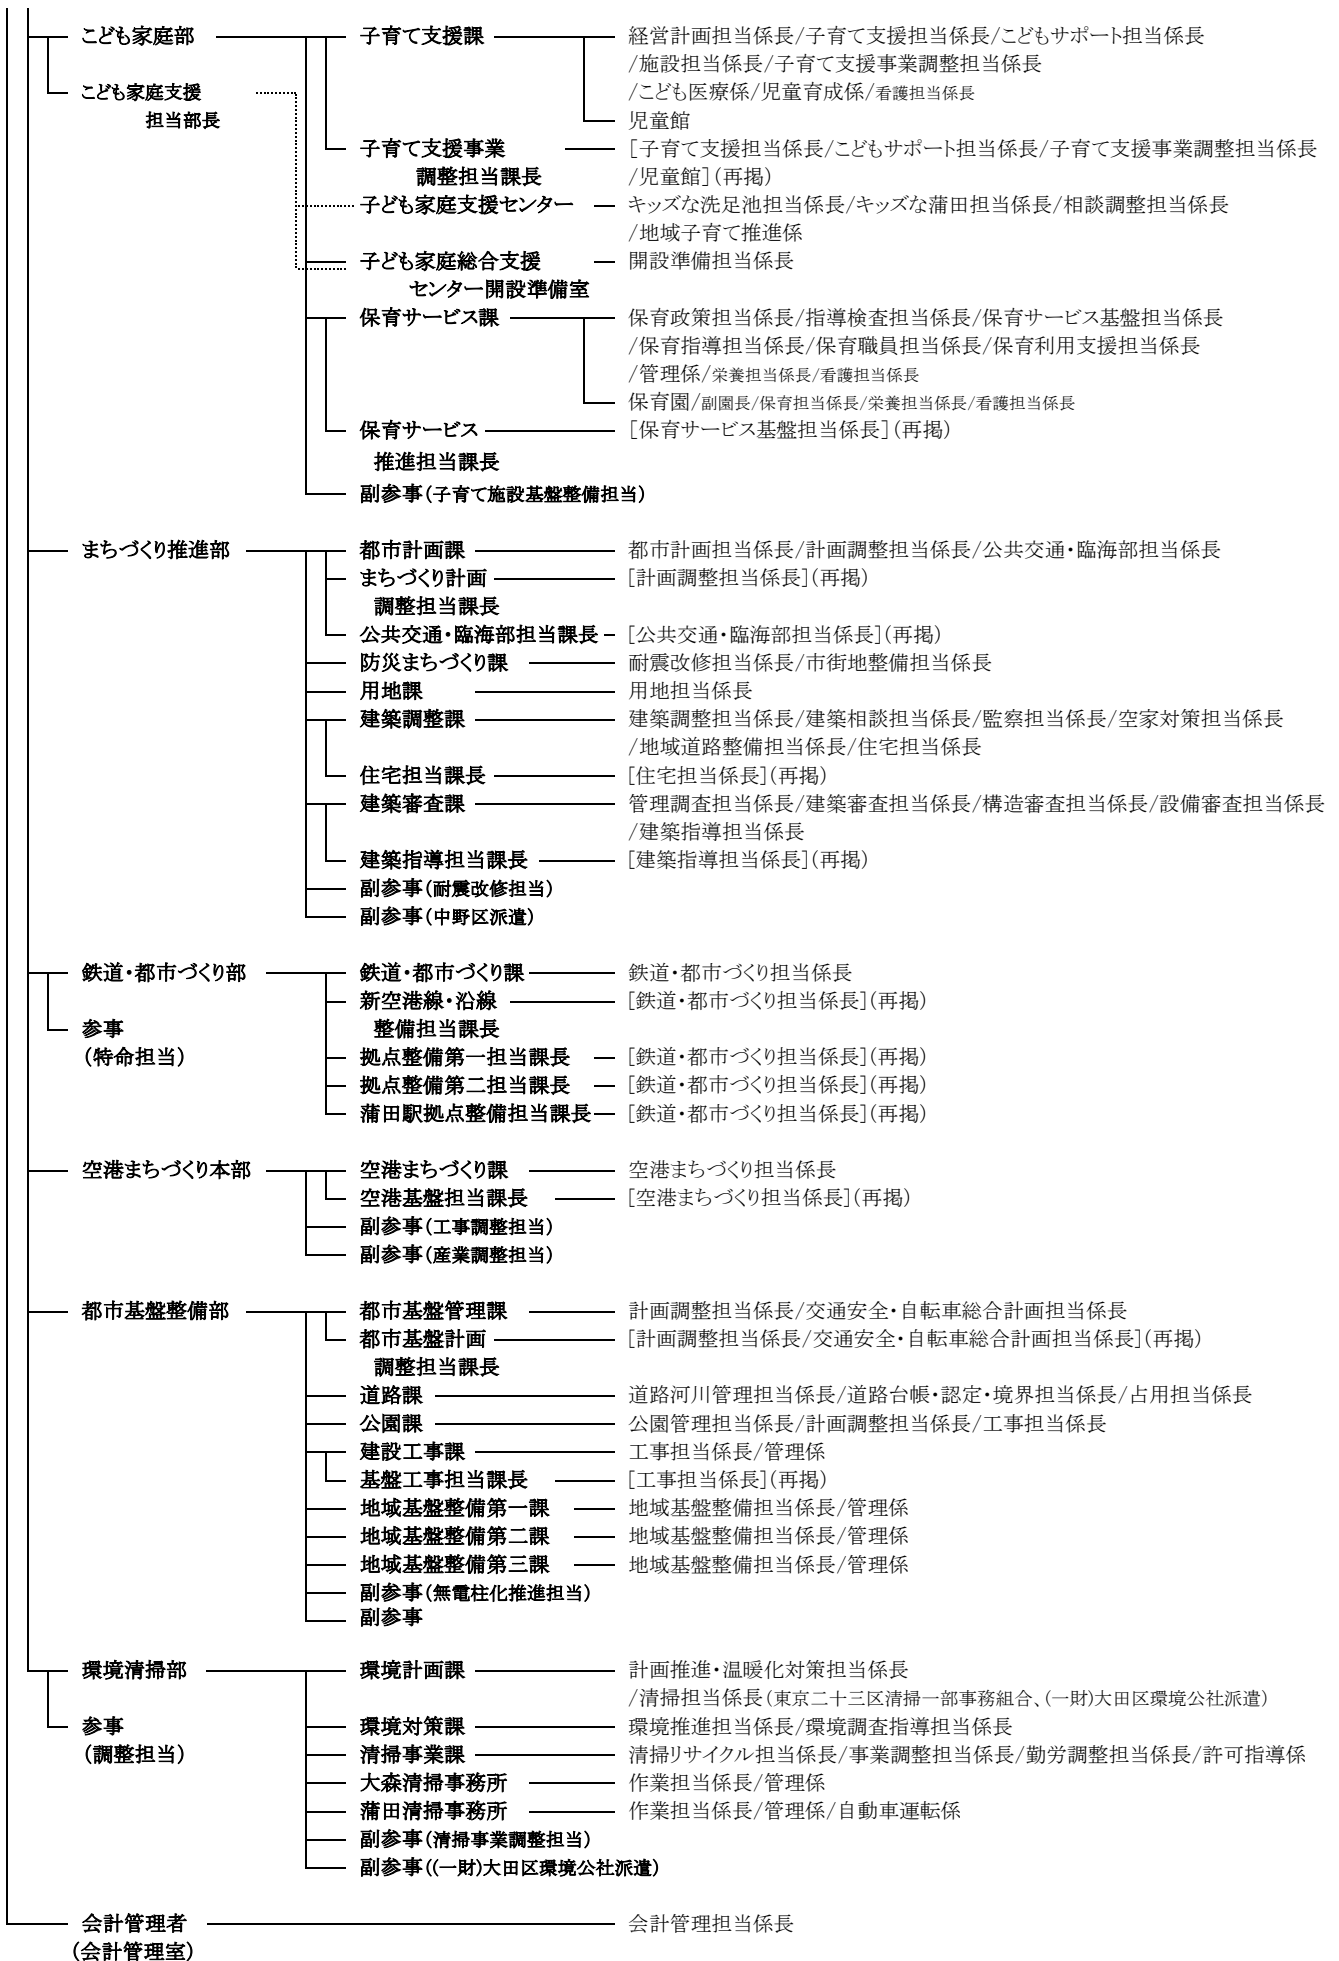 こども家庭部 子育て支援課 経営計画担当係長/子育て支援担当係長/こどもサポート担当係長
/施設担当係長/子育て支援事業調整担当係長
こども家庭支援 /こども医療係/児童育成係/看護担当係長
担当部長 児童館
子育て支援事業 [子育て支援担当係長/こどもサポート担当係長/子育て支援事業調整担当係長
調整担当課長 /児童館](再掲)
子ども家庭支援センター キッズな洗足池担当係長/キッズな蒲田担当係長/相談調整担当係長
/地域子育て推進係
子ども家庭総合支援 開設準備担当係長
センター開設準備室
保育サービス課 保育政策担当係長/指導検査担当係長/保育サービス基盤担当係長
/保育指導担当係長/保育職員担当係長/保育利用支援担当係長
/管理係/栄養担当係長/看護担当係長
保育園/副園長/保育担当係長/栄養担当係長/看護担当係長
保育サービス [保育サービス基盤担当係長](再掲)
推進担当課長
副参事(子育て施設基盤整備担当)
まちづくり推進部 都市計画課 都市計画担当係長/計画調整担当係長/公共交通・臨海部担当係長
まちづくり計画 [計画調整担当係長](再掲)
調整担当課長
公共交通・臨海部担当課長 [公共交通・臨海部担当係長](再掲)
防災まちづくり課 耐震改修担当係長/市街地整備担当係長
用地課 用地担当係長
建築調整課 建築調整担当係長/建築相談担当係長/監察担当係長/空家対策担当係長
/地域道路整備担当係長/住宅担当係長
住宅担当課長 [住宅担当係長](再掲)
建築審査課 管理調査担当係長/建築審査担当係長/構造審査担当係長/設備審査担当係長
/建築指導担当係長
建築指導担当課長 [建築指導担当係長](再掲)
副参事(耐震改修担当)
副参事(中野区派遣)
鉄道・都市づくり部 鉄道・都市づくり課 鉄道・都市づくり担当係長
新空港線・沿線 [鉄道・都市づくり担当係長](再掲)
参事 整備担当課長
(特命担当) 拠点整備第一担当課長 [鉄道・都市づくり担当係長](再掲)
拠点整備第二担当課長 [鉄道・都市づくり担当係長](再掲)
蒲田駅拠点整備担当課長 [鉄道・都市づくり担当係長](再掲)
空港まちづくり本部 空港まちづくり課 空港まちづくり担当係長
空港基盤担当課長 [空港まちづくり担当係長](再掲)
副参事(工事調整担当)
副参事(産業調整担当)
都市基盤整備部 都市基盤管理課 計画調整担当係長/交通安全・自転車総合計画担当係長
都市基盤計画 [計画調整担当係長/交通安全・自転車総合計画担当係長](再掲)
調整担当課長
道路課 道路河川管理担当係長/道路台帳・認定・境界担当係長/占用担当係長
公園課 公園管理担当係長/計画調整担当係長/工事担当係長
建設工事課 工事担当係長/管理係
基盤工事担当課長 [工事担当係長](再掲)
地域基盤整備第一課 地域基盤整備担当係長/管理係
地域基盤整備第二課 地域基盤整備担当係長/管理係
地域基盤整備第三課 地域基盤整備担当係長/管理係
副参事(無電柱化推進担当)
副参事
環境清掃部 環境計画課 計画推進・温暖化対策担当係長
/清掃担当係長(東京二十三区清掃一部事務組合、(一財)大田区環境公社派遣)
参事 環境対策課 環境推進担当係長/環境調査指導担当係長
(調整担当) 清掃事業課 清掃リサイクル担当係長/事業調整担当係長/勤労調整担当係長/許可指導係
大森清掃事務所 作業担当係長/管理係
蒲田清掃事務所 作業担当係長/管理係/自動車運転係
副参事(清掃事業調整担当)
副参事((一財)大田区環境公社派遣)
会計管理者 会計管理担当係長
(会計管理室)